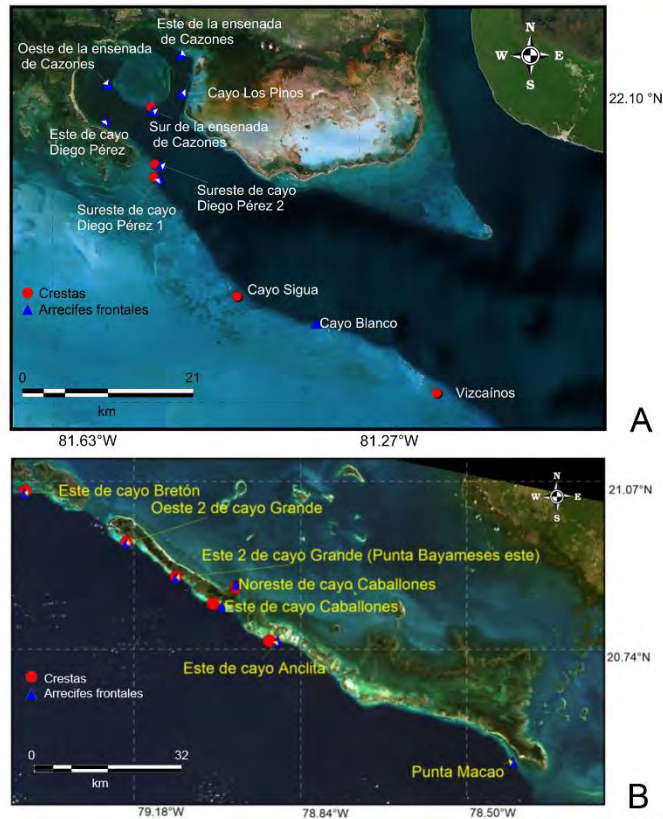 Este de la ensenada
de Cazones
Oeste de la ensenada
de Cazones
N
W E
S
Cayo Los Pinos
22.10 °N
Este de cayo
Diego Pérez
Sur de la ensenada
de Cazones
Sureste de cayo
Diego Pérez 2
Sureste de cayo
Diego Pérez 1
Crestas
Arrecifes frontales
Cayo Sigua
Cayo Blanco
0 21
km
Vizcaínos
A
81.63°W 81.27°W
N
W E
S
21.07°N
Este de cayo Bretón
Oeste 2 de cayo Grande
Este 2 de cayo Grande (Punta Bayameses este)
Noreste de cayo Caballones
Este de cayo Caballones
20.74°N
Este de cayo Anclita
Crestas
Arrecifes frontales
0 32
km
Punta Macao
B
79.18°W 78.84°W 78.50°W